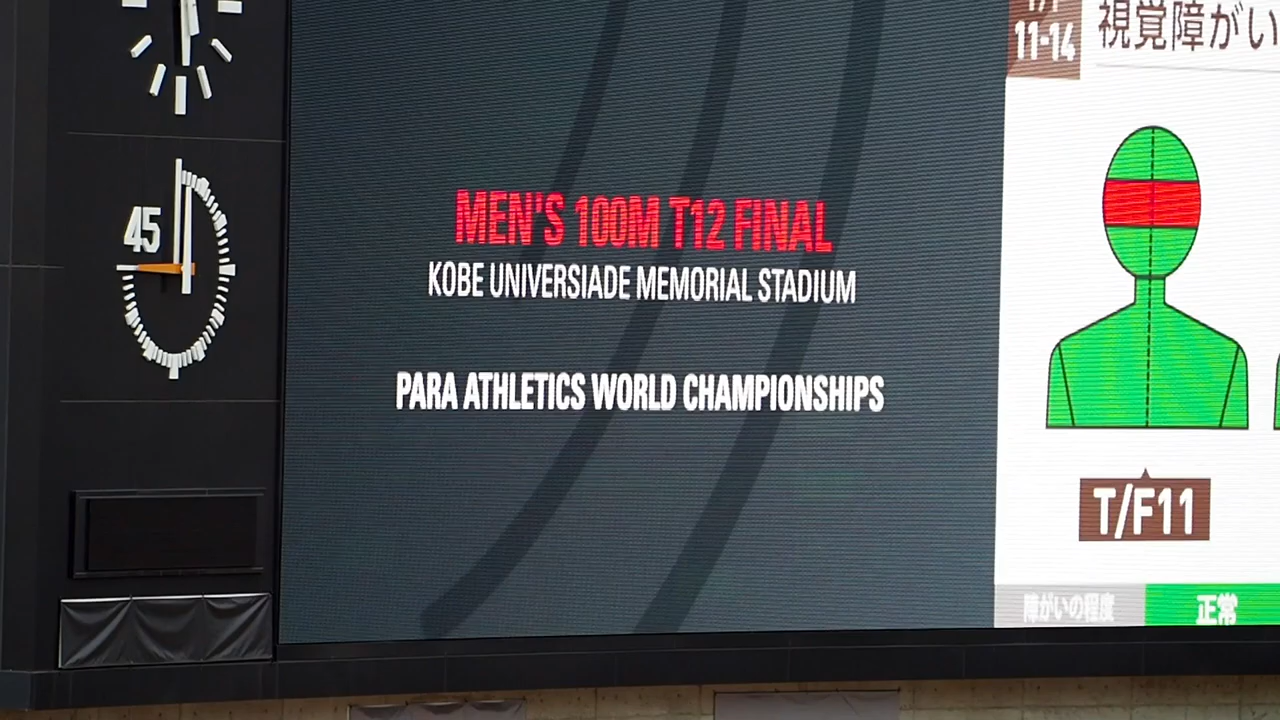 45
MEN'S 100M T12 FINAL
KOBE UNIVERSIADE MEMORIAL STADIUM
PARA ATHLETICS WORLD CHAMPIONSHIPS
11-14
視覚障がい
T/F11
障がいの程度
正常